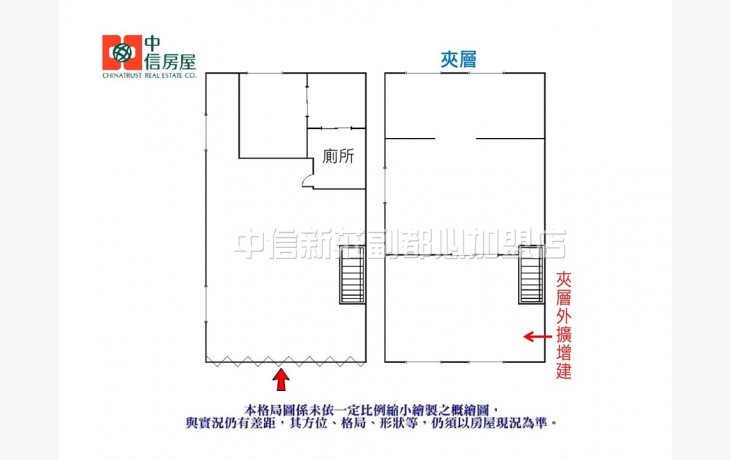 中信房屋
CHINATRUST REAL ESTATE CO.
夾層
廁所
中信新莊副都心加盟店
夾層外擴增建
本格局圖係未依一定比例縮小繪製之概繪圖，
與實況仍有差距，其方位、格局、形狀等，仍須以房屋現況為準。